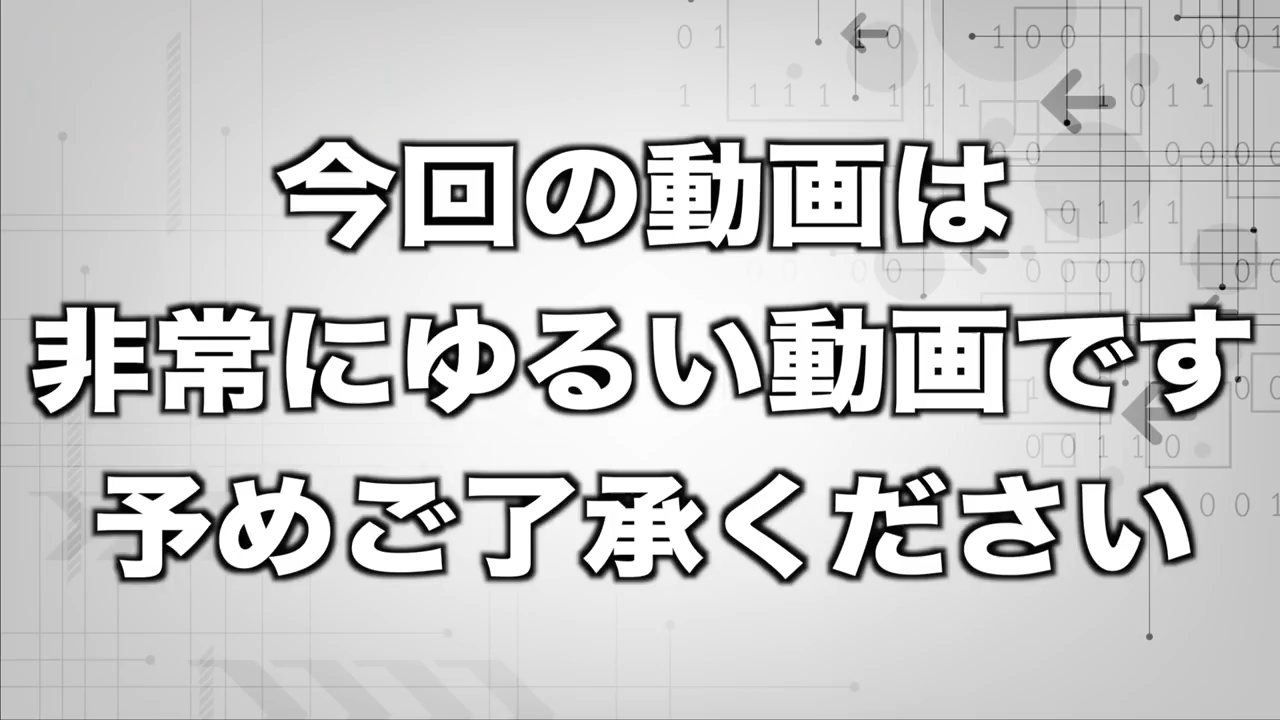 今回の動画は
非常にゆるい動画です
予めご了承ください